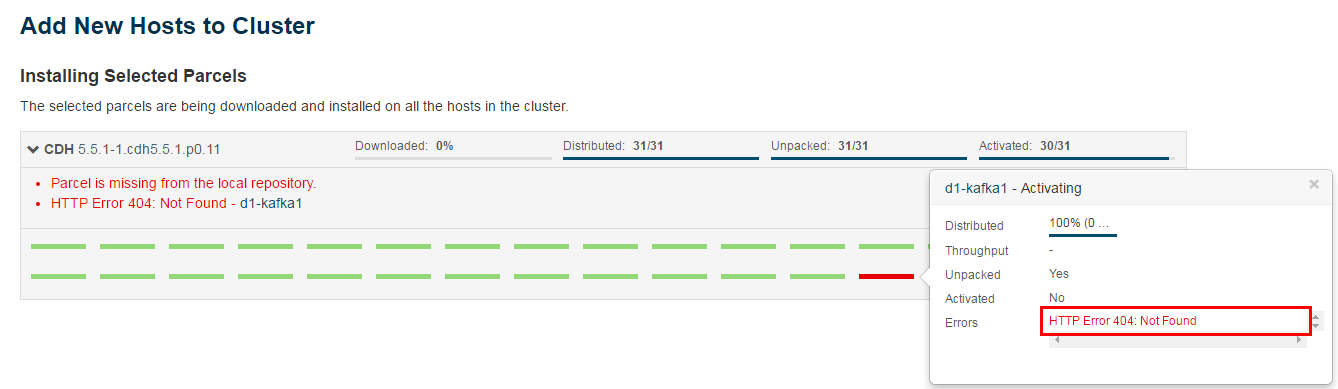 Add New Hosts to Cluster
Installing Selected Parcels
The selected parcels are being downloaded and installed on all the hosts in the cluster.
CDH 5.5.1-1.cdh5.5.1.p0.11 Downloaded: 0% Distributed: 31/31 Unpacked: 31/31 Activated: 30/31
Parcel is missing from the local repository.
HTTP Error 404: Not Found - d1-kafka1
d1-kafka1 - Activating
Distributed 100% (0 ...
Throughput -
Unpacked Yes
Activated No
Errors HTTP Error 404: Not Found